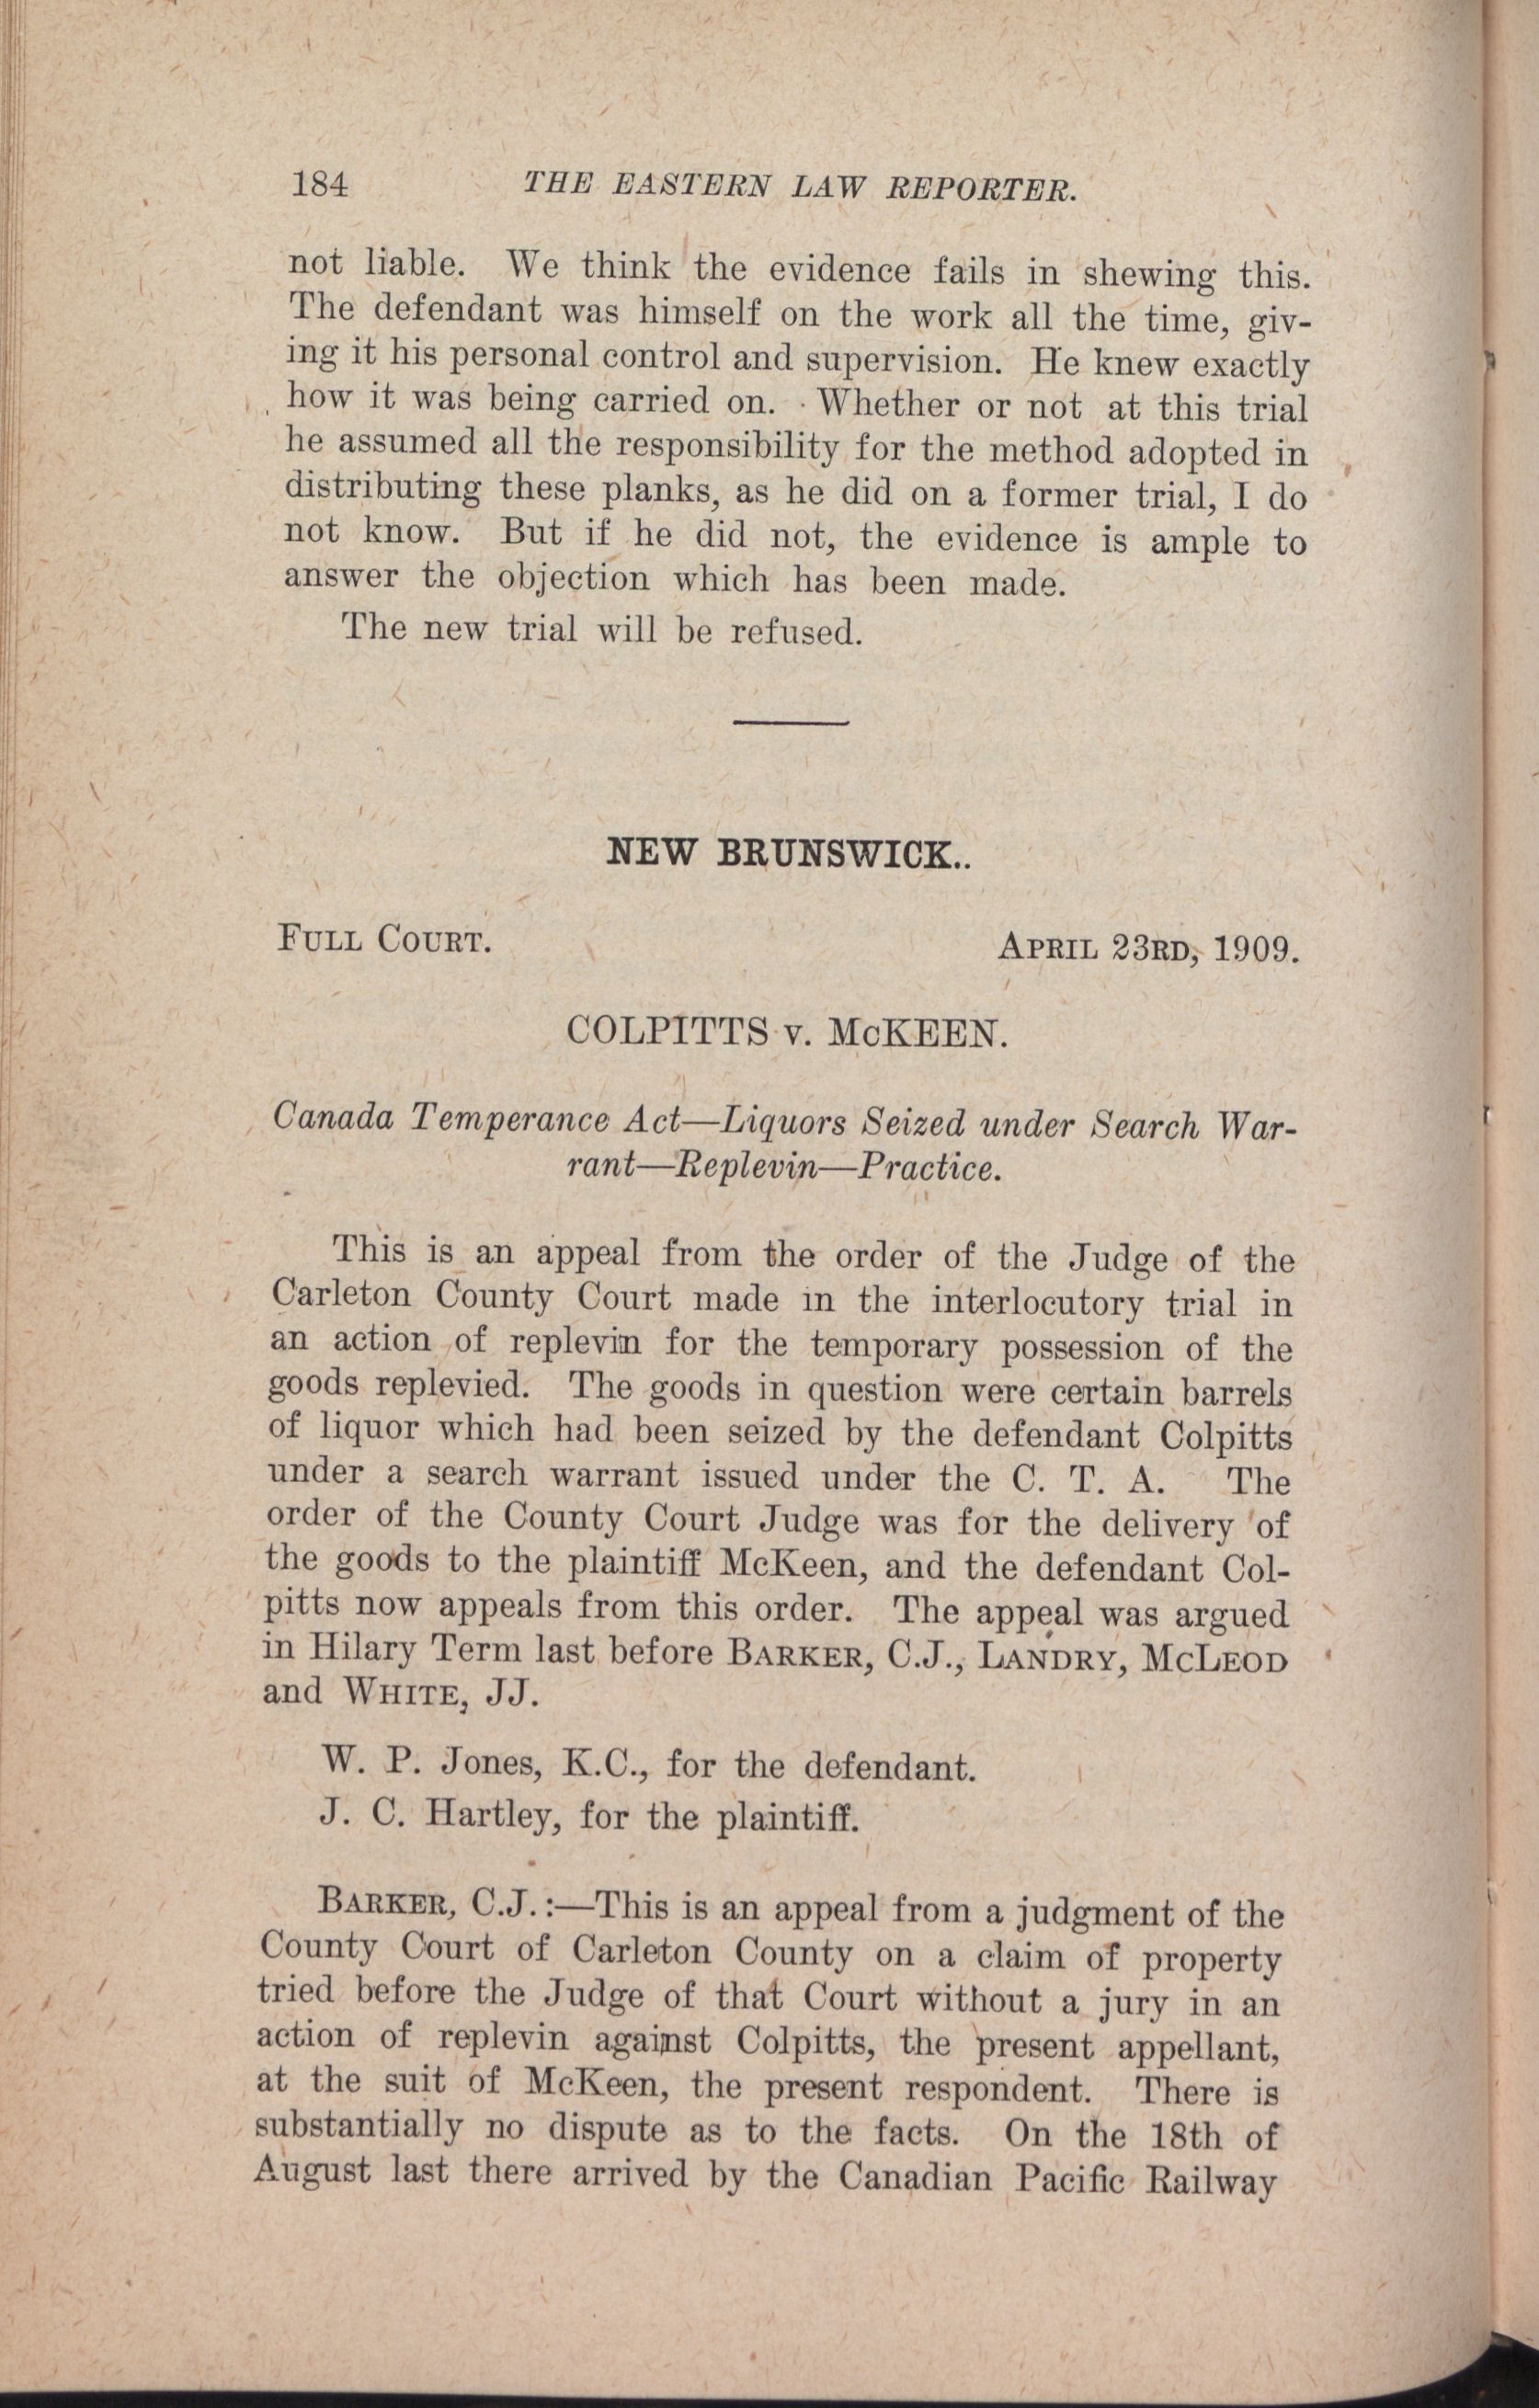 184 THE EASTERN LAW REPORTER.
not liable. We think the evidence fails in shewing this.
The defendant was himself on the work all the time, giv-
ing it his personal control and supervision. He knew exactly
how it was being carried on. Whether or not at this trial
he assumed all the responsibility for the method adopted in
distributing these planks, as he did on a former trial, I do
not know. But if he did not, the evidence is ample to
answer the objection which has been made.
The new trial will be refused.
NEW BRUNSWICK..
FULL COURT. APRIL 23RD, 1909.
COLPITTS v. McKEEN.
Canada Temperance Act—Liquors Seized under Search War-
rant—Replevin—Practice.
This is an appeal from the order of the Judge of the
Carleton County Court made in the interlocutory trial in
an action of replevin for the temporary possession of the
goods replevied. The goods in question were certain barrels
of liquor which had been seized by the defendant Colpitts
under a search warrant issued under the C. T. A. The
order of the County Court Judge was for the delivery of
the goods to the plaintiff McKeen, and the defendant Col-
pitts now appeals from this order. The appeal was argued
in Hilary Term last before BARKER, C.J., LANDRY, McLEOD
and WHITE, JJ.
W. P. Jones, K.C., for the defendant.
J. C. Hartley, for the plaintiff.
BARKER, C.J.:—This is an appeal from a judgment of the
County Court of Carleton County on a claim of property
tried before the Judge of that Court without a jury in an
action of replevin against Colpitts, the present appellant,
at the suit of McKeen, the present respondent. There is
substantially no dispute as to the facts. On the 18th of
August last there arrived by the Canadian Pacific Railway